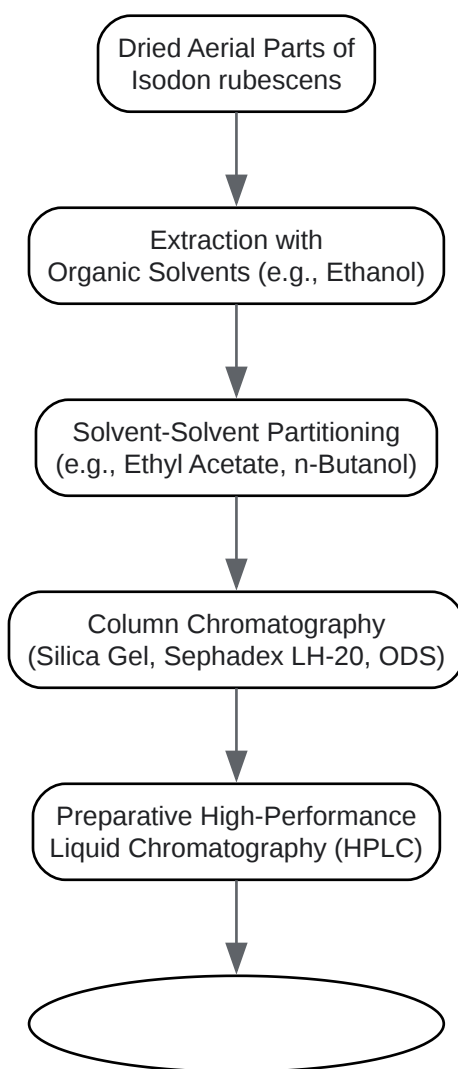 Dried Aerial Parts of
Isodon rubescens
Extraction with
Organic Solvents (e.g., Ethanol)
Solvent-Solvent Partitioning
(e.g., Ethyl Acetate, n-Butanol)
Column Chromatography
(Silica Gel, Sephadex LH-20, ODS)
Preparative High-Performance
Liquid Chromatography (HPLC)